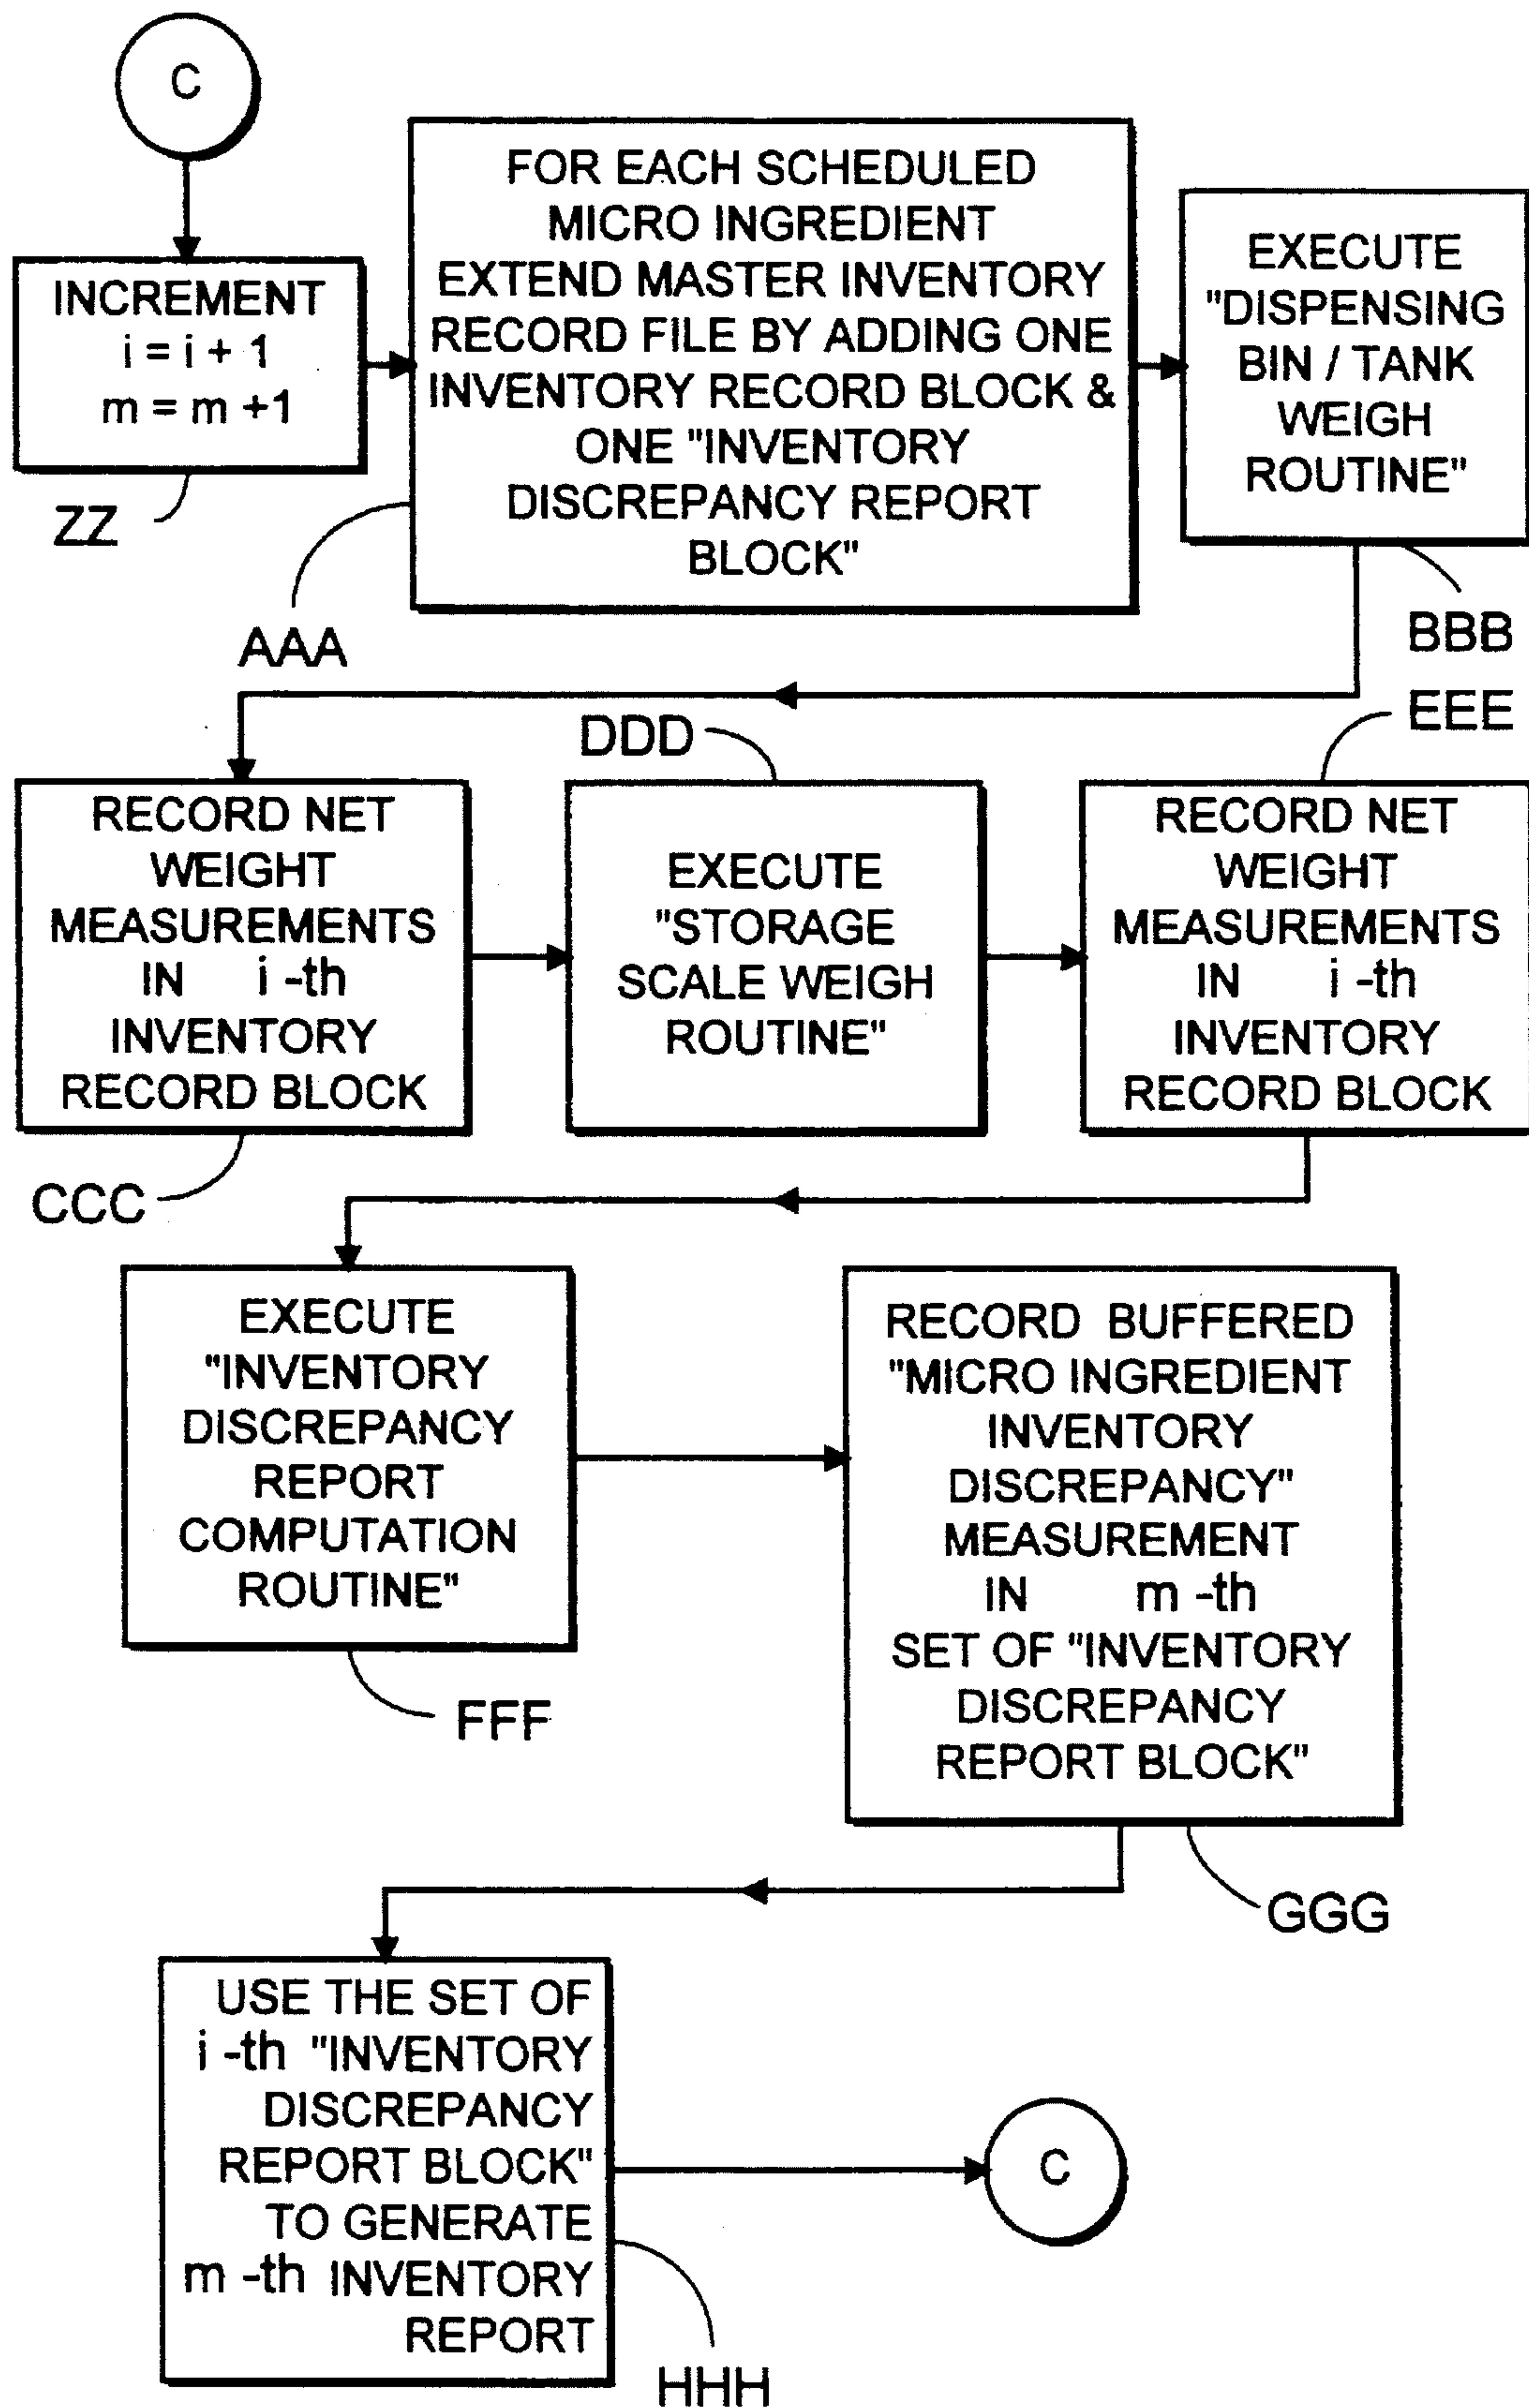 C
INCREMENT
i = i + 1
m = m +1
ZZ
FOR EACH SCHEDULED
MICRO INGREDIENT
EXTEND MASTER INVENTORY
RECORD FILE BY ADDING ONE
INVENTORY RECORD BLOCK &
ONE "INVENTORY
DISCREPANCY REPORT
BLOCK"
AAA
EXECUTE
"DISPENSING
BIN / TANK
WEIGH
ROUTINE"
BBB
RECORD NET
WEIGHT
MEASUREMENTS
IN i -th
INVENTORY
RECORD BLOCK
CCC
DDD
EXECUTE
"STORAGE
SCALE WEIGH
ROUTINE"
EEE
RECORD NET
WEIGHT
MEASUREMENTS
IN i -th
INVENTORY
RECORD BLOCK
EXECUTE
"INVENTORY
DISCREPANCY
REPORT
COMPUTATION
ROUTINE"
FFF
RECORD BUFFERED
"MICRO INGREDIENT
INVENTORY
DISCREPANCY"
MEASUREMENT
IN m -th
SET OF "INVENTORY
DISCREPANCY
REPORT BLOCK"
GGG
USE THE SET OF
i -th "INVENTORY
DISCREPANCY
REPORT BLOCK"
TO GENERATE
m -th INVENTORY
REPORT
HHH
C